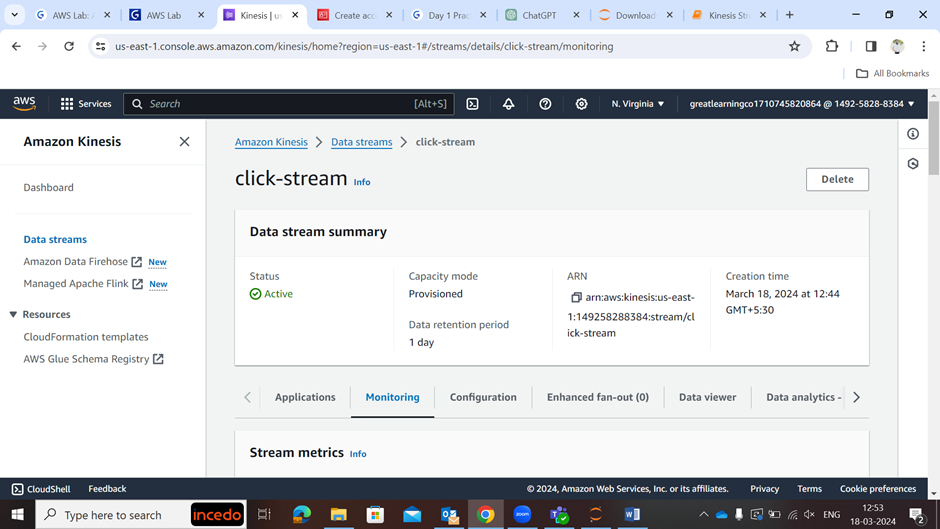 AWS Lab:
AWS Lab
Kinesis | us
Create acc
Day 1 Prac
ChatGPT
Download
Kinesis Str
us-east-1.console.aws.amazon.com/kinesis/home?region=us-east-1#/streams/details/click-stream/monitoring
All Bookmarks
aws
Services
Search
[Alt+S]
N. Virginia
greatlearningco1710745820864 @ 1492-5828-8384
Amazon Kinesis
Amazon Kinesis
Data streams
click-stream
Dashboard
Data streams
Amazon Data Firehose New
Managed Apache Flink New
Resources
CloudFormation templates
AWS Glue Schema Registry
click-stream Info
Delete
Data stream summary
Status
Active
Capacity mode
Provisioned
Data retention period
1 day
ARN
arn:aws:kinesis:us-east-
1:149258288384:stream/cl
ick-stream
Creation time
March 18, 2024 at 12:44
GMT+5:30
Applications
Monitoring
Configuration
Enhanced fan-out (0)
Data viewer
Data analytics -
Stream metrics Info
CloudShell
Feedback
© 2024, Amazon Web Services, Inc. or its affiliates.
Privacy
Terms
Cookie preferences
Type here to search
incedo
zoom
ENG
12:53
18-03-2024
2